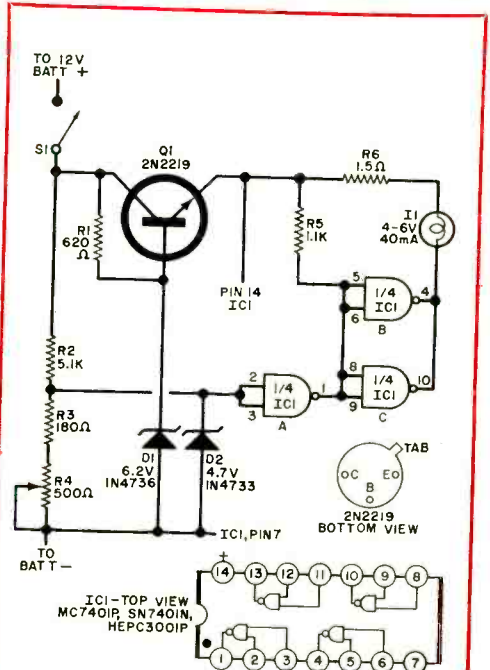 TO 12V
BATT +
S1
Q1
2N2219
R1
620
Ω
R6
1.5Ω
I1
4-6V
40mA
R5
1.1K
PIN 14
IC1
5
6
1/4
IC1
4
B
R2
5.1K
2
3
1/4
IC1
1
A
8
9
1/4
IC1
10
C
R3
180Ω
R4
500Ω
D1
6.2V
1N4736
D2
4.7V
1N4733
TAB
C
B
E
2N2219
BOTTOM VIEW
IC1, PIN7
TO
BATT-
+
IC1-TOP VIEW
MC7401P, SN7401N,
HEPC3001P
14 13 12 11 10 9 8
1 2 3 4 5 6 7